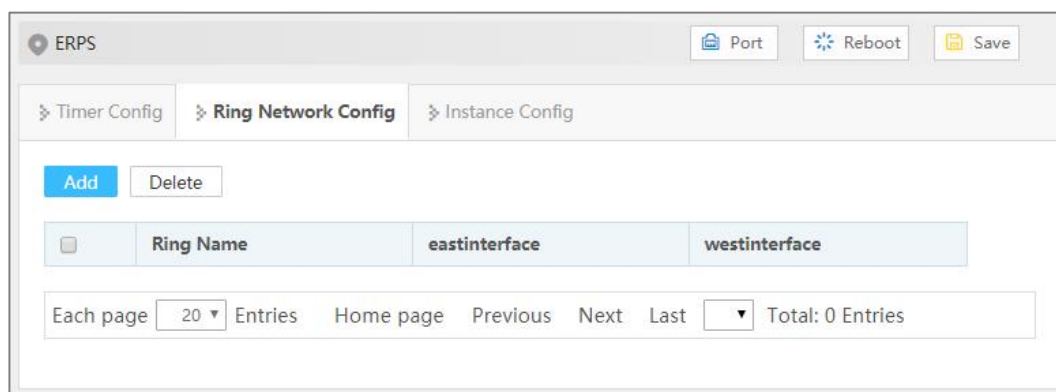 ERPS Port Reboot Save
Timer Config Ring Network Config Instance Config
Add Delete
Ring Name eastinterface westinterface
Each page 20 Entries Home page Previous Next Last Total: 0 Entries